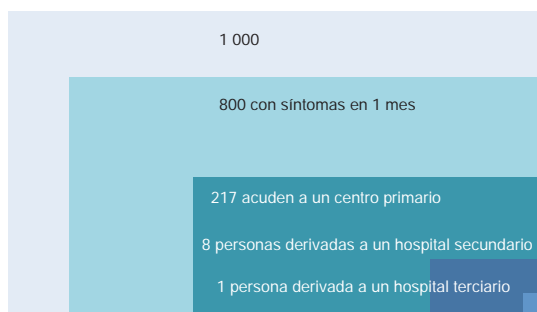 1 000
800 con síntomas en 1 mes
217 acuden a un centro primario
8 personas derivadas a un hospital secundario
1 persona derivada a un hospital terciario